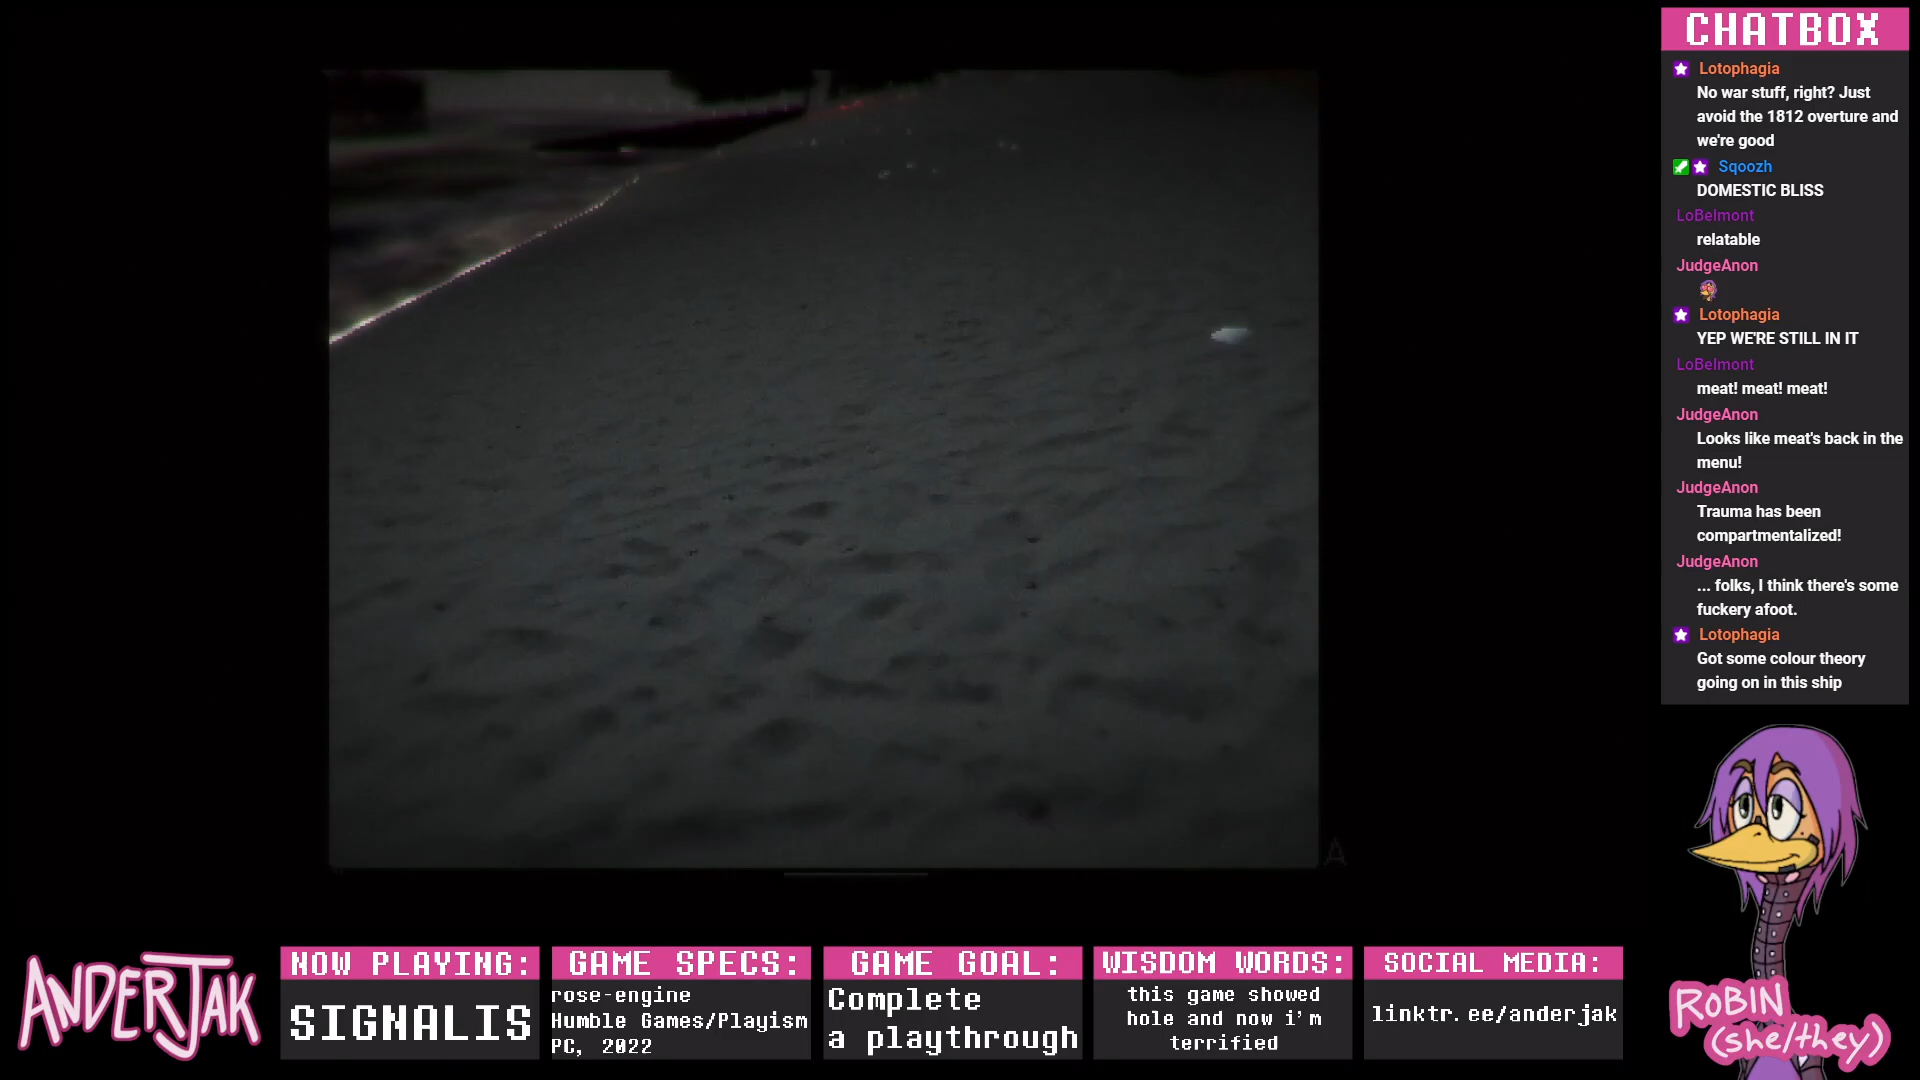 CHATBOX
Lotophagia
No war stuff, right? Just
avoid the 1812 overture and
we're good
Sqoozh
DOMESTIC BLISS
LoBelmont
relatable
JudgeAnon
Lotophagia
YEP WE'RE STILL IN IT
LoBelmont
meat! meat! meat!
JudgeAnon
Looks like meat's back in the
menu!
JudgeAnon
Trauma has been
compartmentalized!
JudgeAnon
... folks, I think there's some
fuckery afoot.
Lotophagia
Got some colour theory
going on in this ship
A
ANDERJAK
NOW PLAYING:
SIGNALIS
GAME SPECS:
rose-engine
Humble Games/Playism
PC, 2022
GAME GOAL:
Complete
a playthrough
WISDOM WORDS:
this game showed
hole and now i'm
terrified
SOCIAL MEDIA:
linktr.ee/anderjak
ROBIN
(she/they)